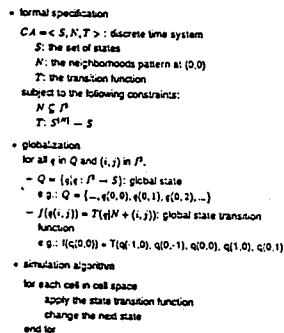 • formal specification
CA = < S, N, T > : discrete time system
S: the set of states
N: the neighborhoods pattern at (0,0)
T: the transition function
subject to the following constraints:
N ⊆ I²
T: S^|N| → S
• globalization
for all q in Q and (i, j) in I².
– Q = {q|q : I² → S}: global state
e.g.: Q = {..., q(0,0), q(0,1), q(0,2), ...}
– f(q(i, j)) = T(q|N + (i, j)): global state transition
function
e.g.: f(q(0,0)) = T(q(-1,0), q(0,-1), q(0,0), q(1,0), q(0,1)
• simulation algorithm
for each cell in cell space
apply the state transition function
change the next state
end for